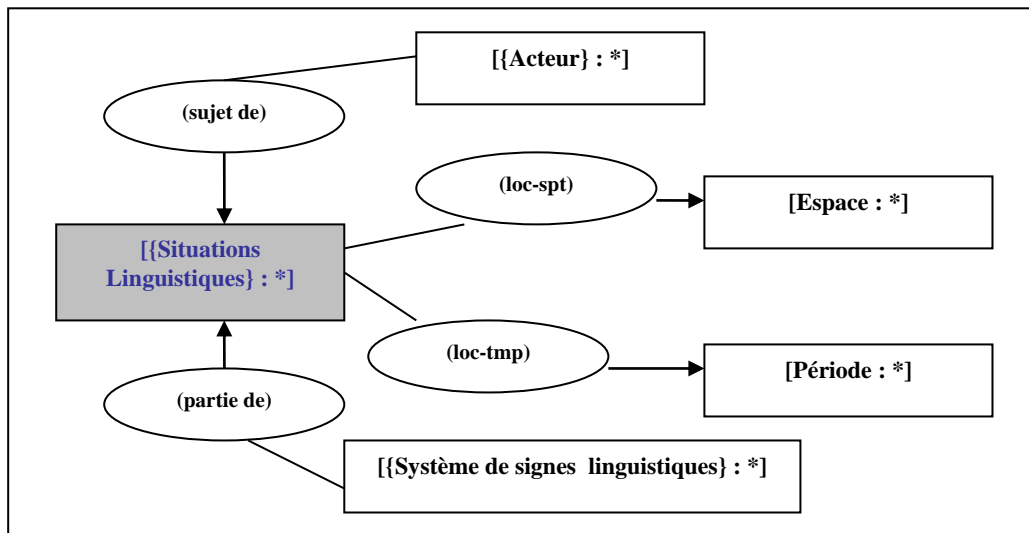 [{Acteur} : *]
(sujet de)
(loc-spt)
[Espace : *]
[{Situations
Linguistiques} : *]
(loc-tmp)
[Période : *]
(partie de)
[{Système de signes linguistiques} : *]